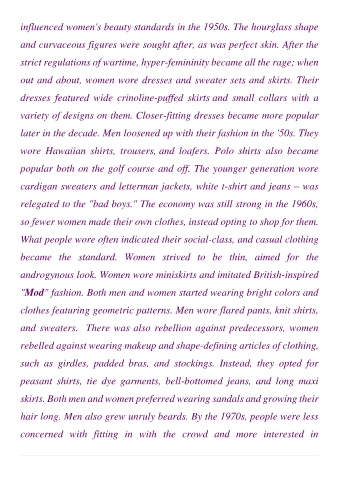 influenced women's beauty standards in the 1950s. The hourglass shape
and curvaceous figures were sought after, as was perfect skin. After the
strict regulations of wartime, hyper-femininity became all the rage; when
out and about, women wore dresses and sweater sets and skirts. Their
dresses featured wide crinoline-puffed skirts and small collars with a
variety of designs on them. Closer-fitting dresses became more popular
later in the decade. Men loosened up with their fashion in the '50s. They
wore Hawaiian shirts, trousers, and loafers. Polo shirts also became
popular both on the golf course and off. The younger generation wore
cardigan sweaters and letterman jackets, white t-shirt and jeans – was
relegated to the "bad boys." The economy was still strong in the 1960s,
so fewer women made their own clothes, instead opting to shop for them.
What people wore often indicated their social-class, and casual clothing
became the standard. Women strived to be thin, aimed for the
androgynous look. Women wore miniskirts and imitated British-inspired
"Mod" fashion. Both men and women started wearing bright colors and
clothes featuring geometric patterns. Men wore flared pants, knit shirts,
and sweaters. There was also rebellion against predecessors, women
rebelled against wearing makeup and shape-defining articles of clothing,
such as girdles, padded bras, and stockings. Instead, they opted for
peasant shirts, tie dye garments, bell-bottomed jeans, and long maxi
skirts. Both men and women preferred wearing sandals and growing their
hair long. Men also grew unruly beards. By the 1970s, people were less
concerned with fitting in with the crowd and more interested in